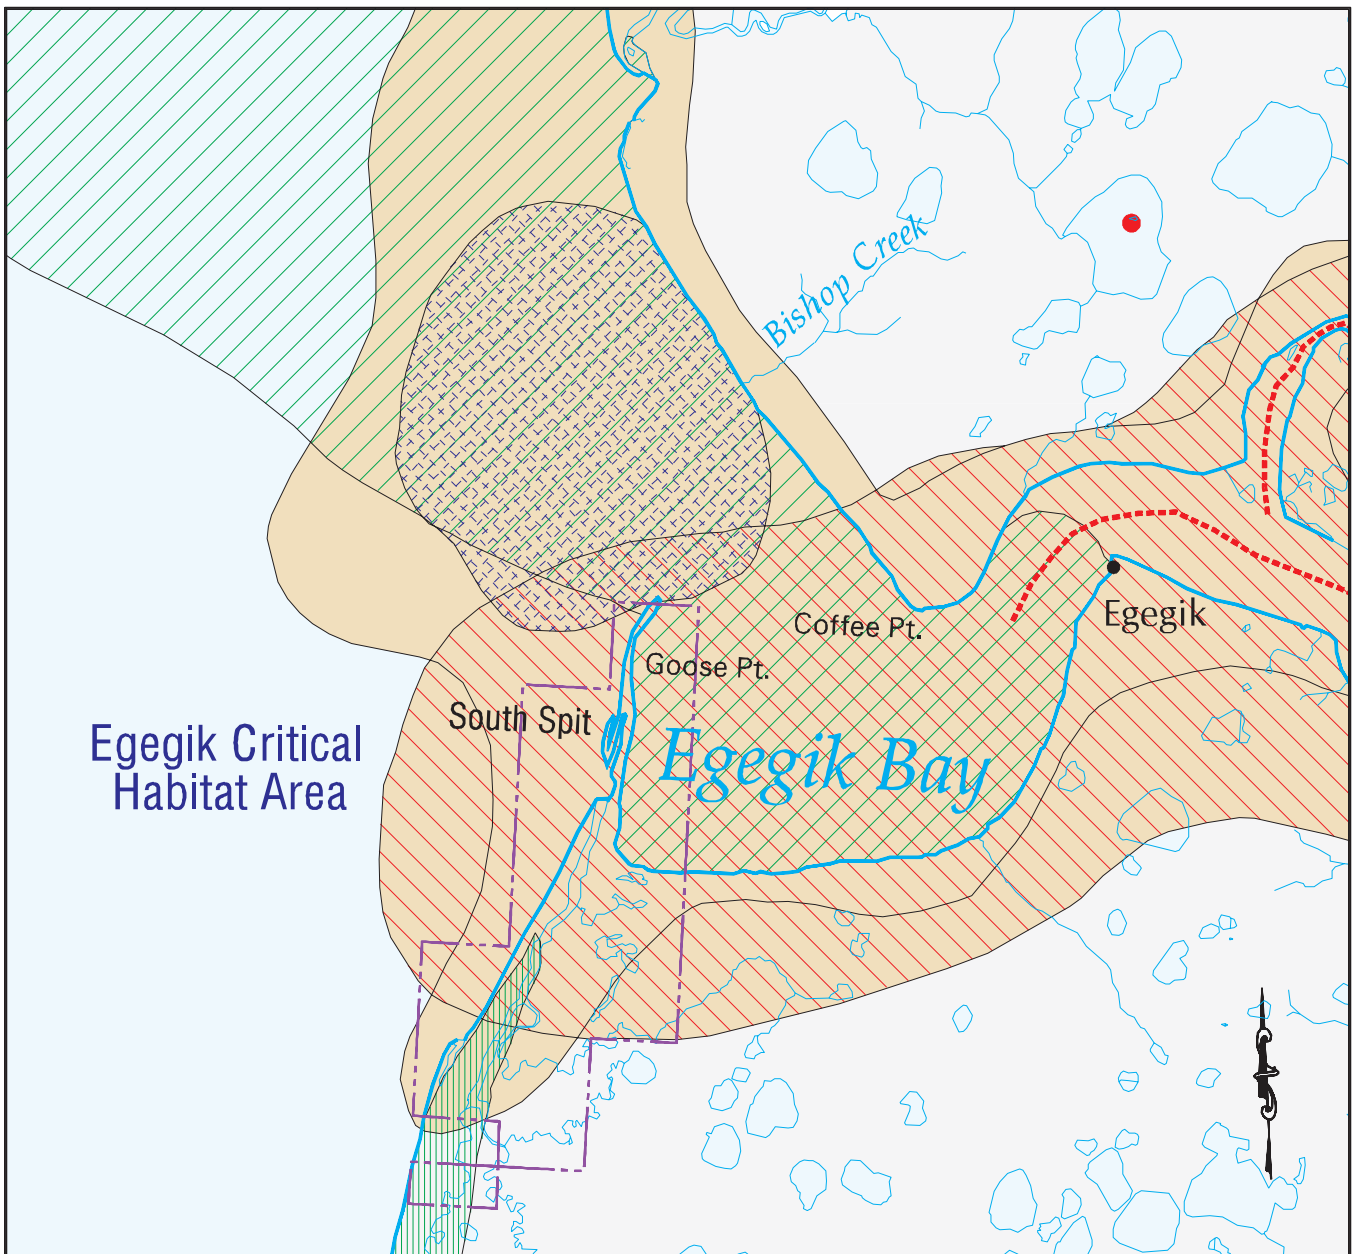 Bishop Creek
Coffee Pt.
Egegik
Goose Pt.
South Spit
Egegik Bay
Egegik Critical
Habitat Area